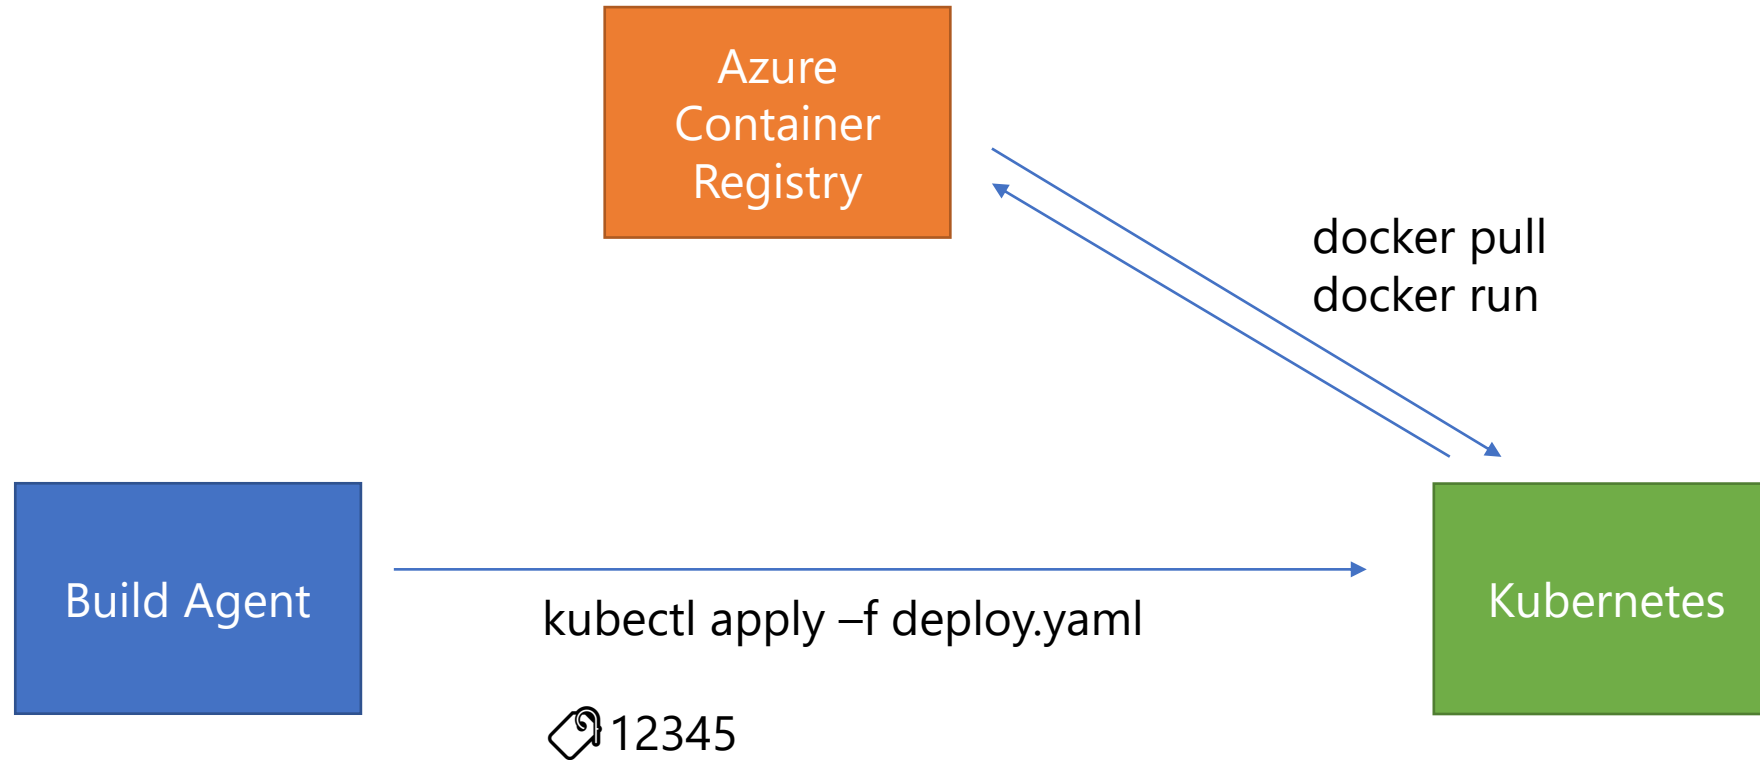 Azure
Container
Registry
docker pull
docker run
Build Agent
kubectl apply –f deploy.yaml
Kubernetes
12345